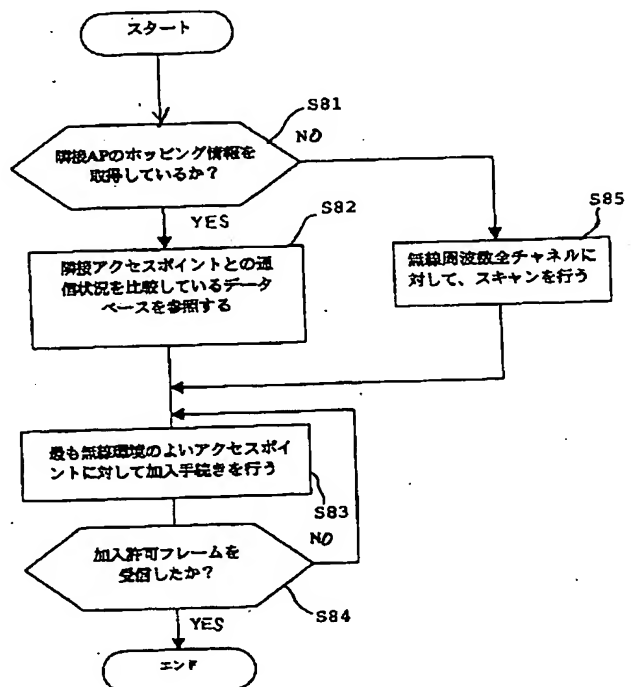 スタート
S81
隣接APのホッピング情報を
取得しているか？
NO
YES
S82
隣接アクセスポイントとの通
信状況を比較しているデータ
ベースを参照する
S85
無線周波数全チャネルに
対して、スキャンを行う
最も無線環境のよいアクセスポイ
ントに対して加入手続きを行う
S83
加入許可フレームを
受信したか？
NO
S84
YES
エンド